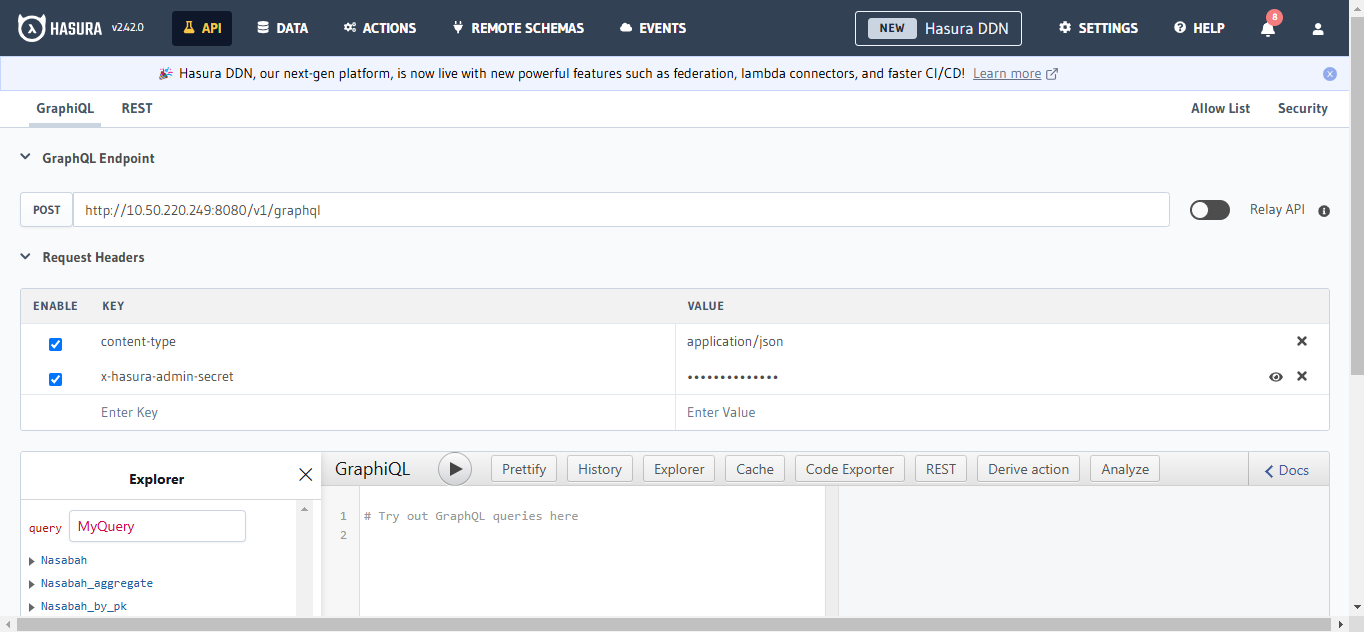 HASURA v2.42.0 API DATA ACTIONS REMOTE SCHEMAS EVENTS NEW Hasura DDN SETTINGS HELP 8
🎉 Hasura DDN, our next-gen platform, is now live with new powerful features such as federation, lambda connectors, and faster CI/CD! Learn more
GraphiQL REST Allow List Security
GraphQL Endpoint
POST http://10.50.220.249:8080/v1/graphql Relay API
Request Headers
ENABLE KEY VALUE
content-type application/json
x-hasura-admin-secret ••••••••••••••
Enter Key Enter Value
Explorer GraphiQL Prettify History Explorer Cache Code Exporter REST Derive action Analyze Docs
query MyQuery
1 # Try out GraphQL queries here
2
Nasabah
Nasabah_aggregate
Nasabah_by_pk